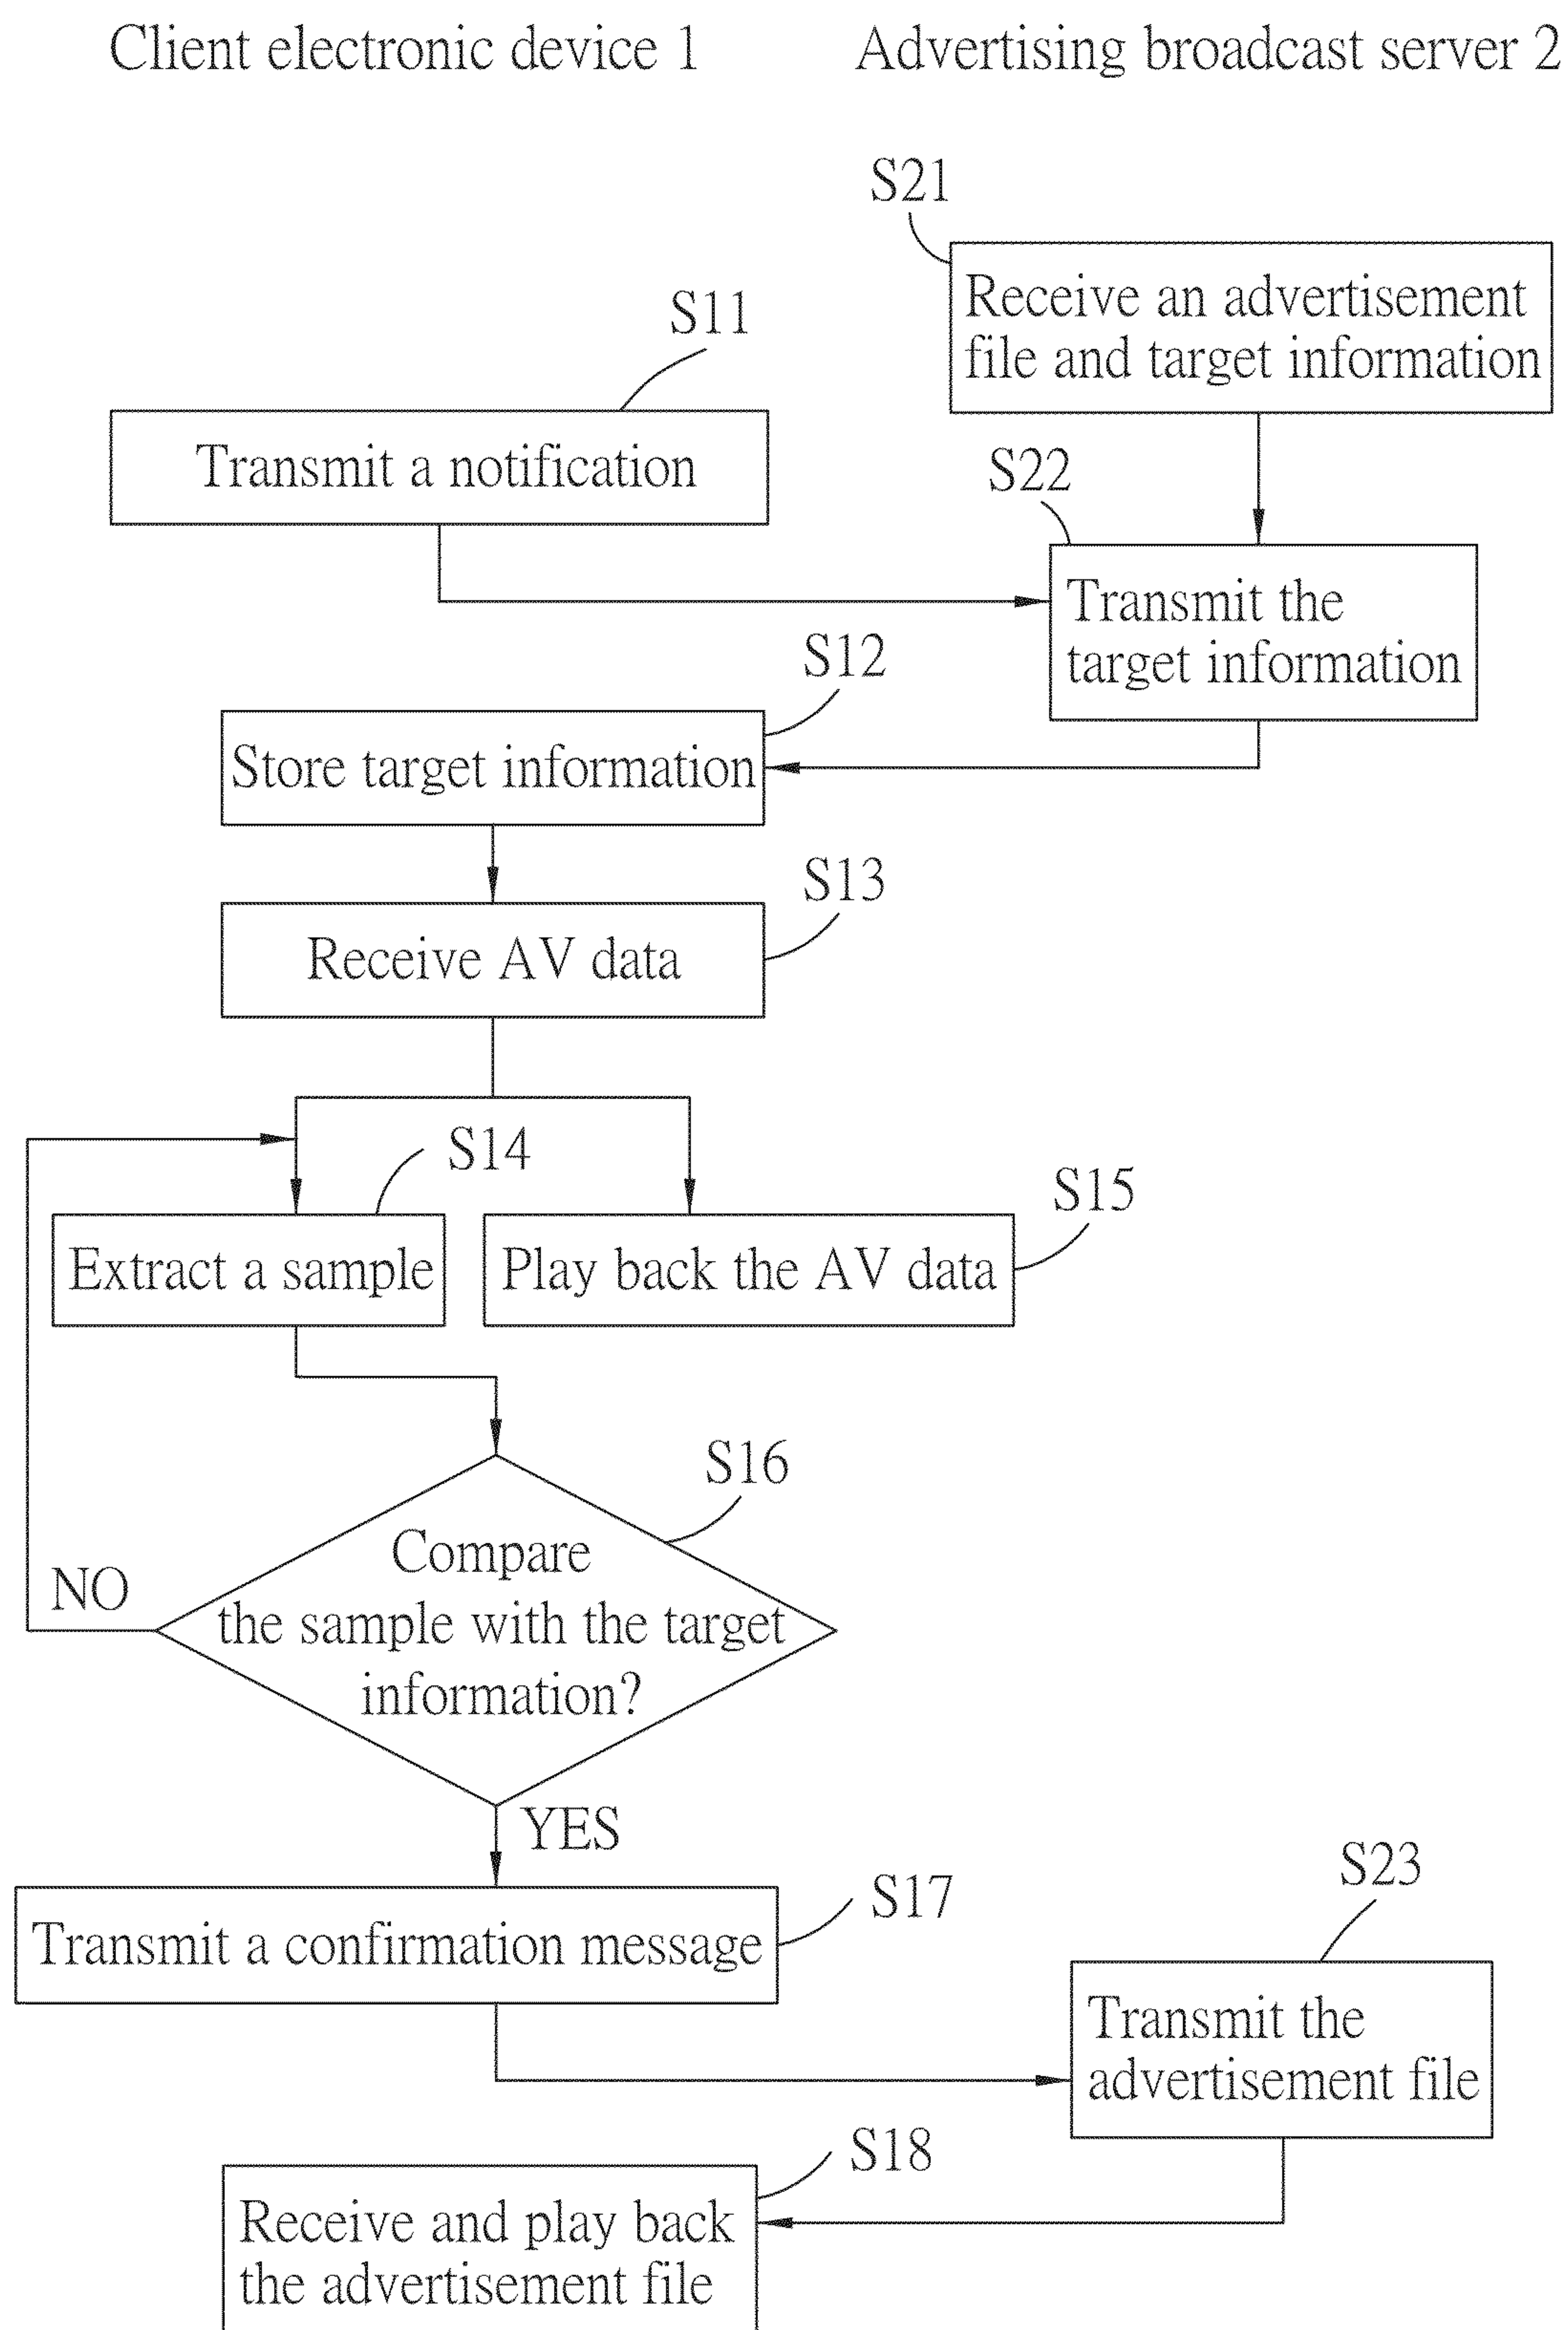 Client electronic device 1
Advertising broadcast server 2
S21
Receive an advertisement
file and target information
S11
Transmit a notification
S22
Transmit the
target information
S12
Store target information
S13
Receive AV data
S14
Extract a sample
S15
Play back the AV data
S16
Compare
the sample with the target
information?
NO
YES
S17
Transmit a confirmation message
S23
Transmit the
advertisement file
S18
Receive and play back
the advertisement file